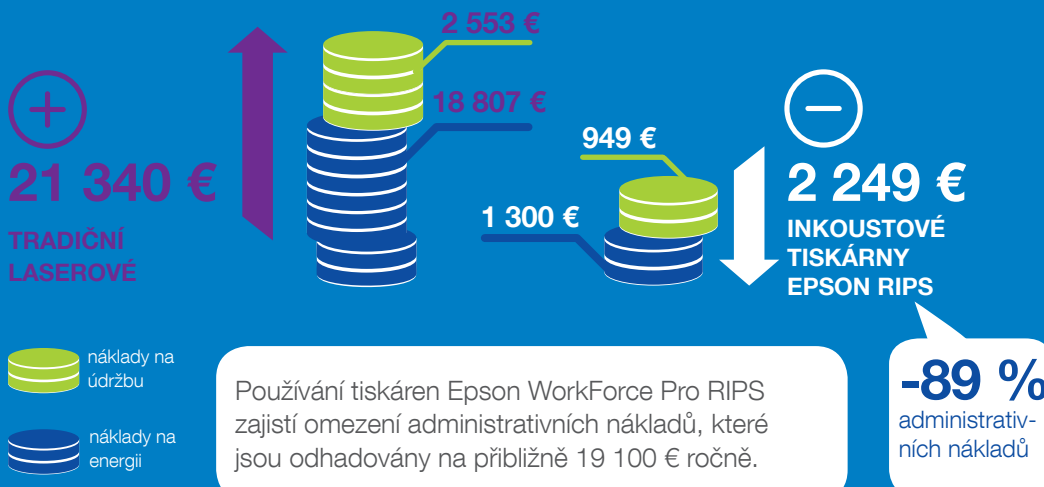 2 553 €
18 807 €
21 340 €
TRADIČNÍ
LASEROVÉ
949 €
1 300 €
2 249 €
INKOUSTOVÉ
TISKÁRNY
EPSON RIPS
náklady na
údržbu
náklady na
energii
Používání tiskáren Epson WorkForce Pro RIPS
zajistí omezení administrativních nákladů, které
jsou odhadovány na přibližně 19 100 € ročně.
-89 %
administrativ-
ních nákladů